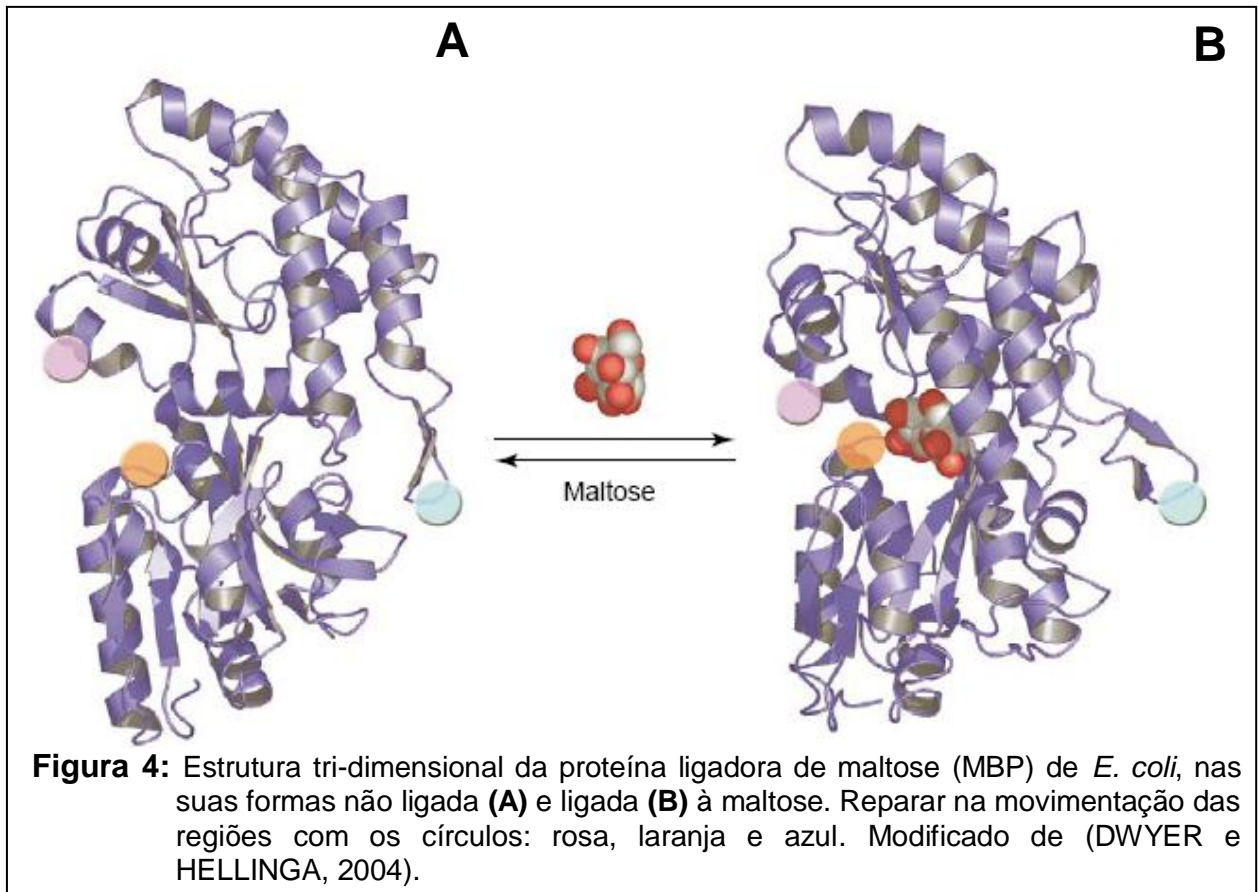 A
B
Maltose
Figura 4: Estrutura tri-dimensional da proteína ligadora de maltose (MBP) de E. coli, nas
suas formas não ligada (A) e ligada (B) à maltose. Reparar na movimentação das
regiões com os círculos: rosa, laranja e azul. Modificado de (DWYER e
HELLINGA, 2004).